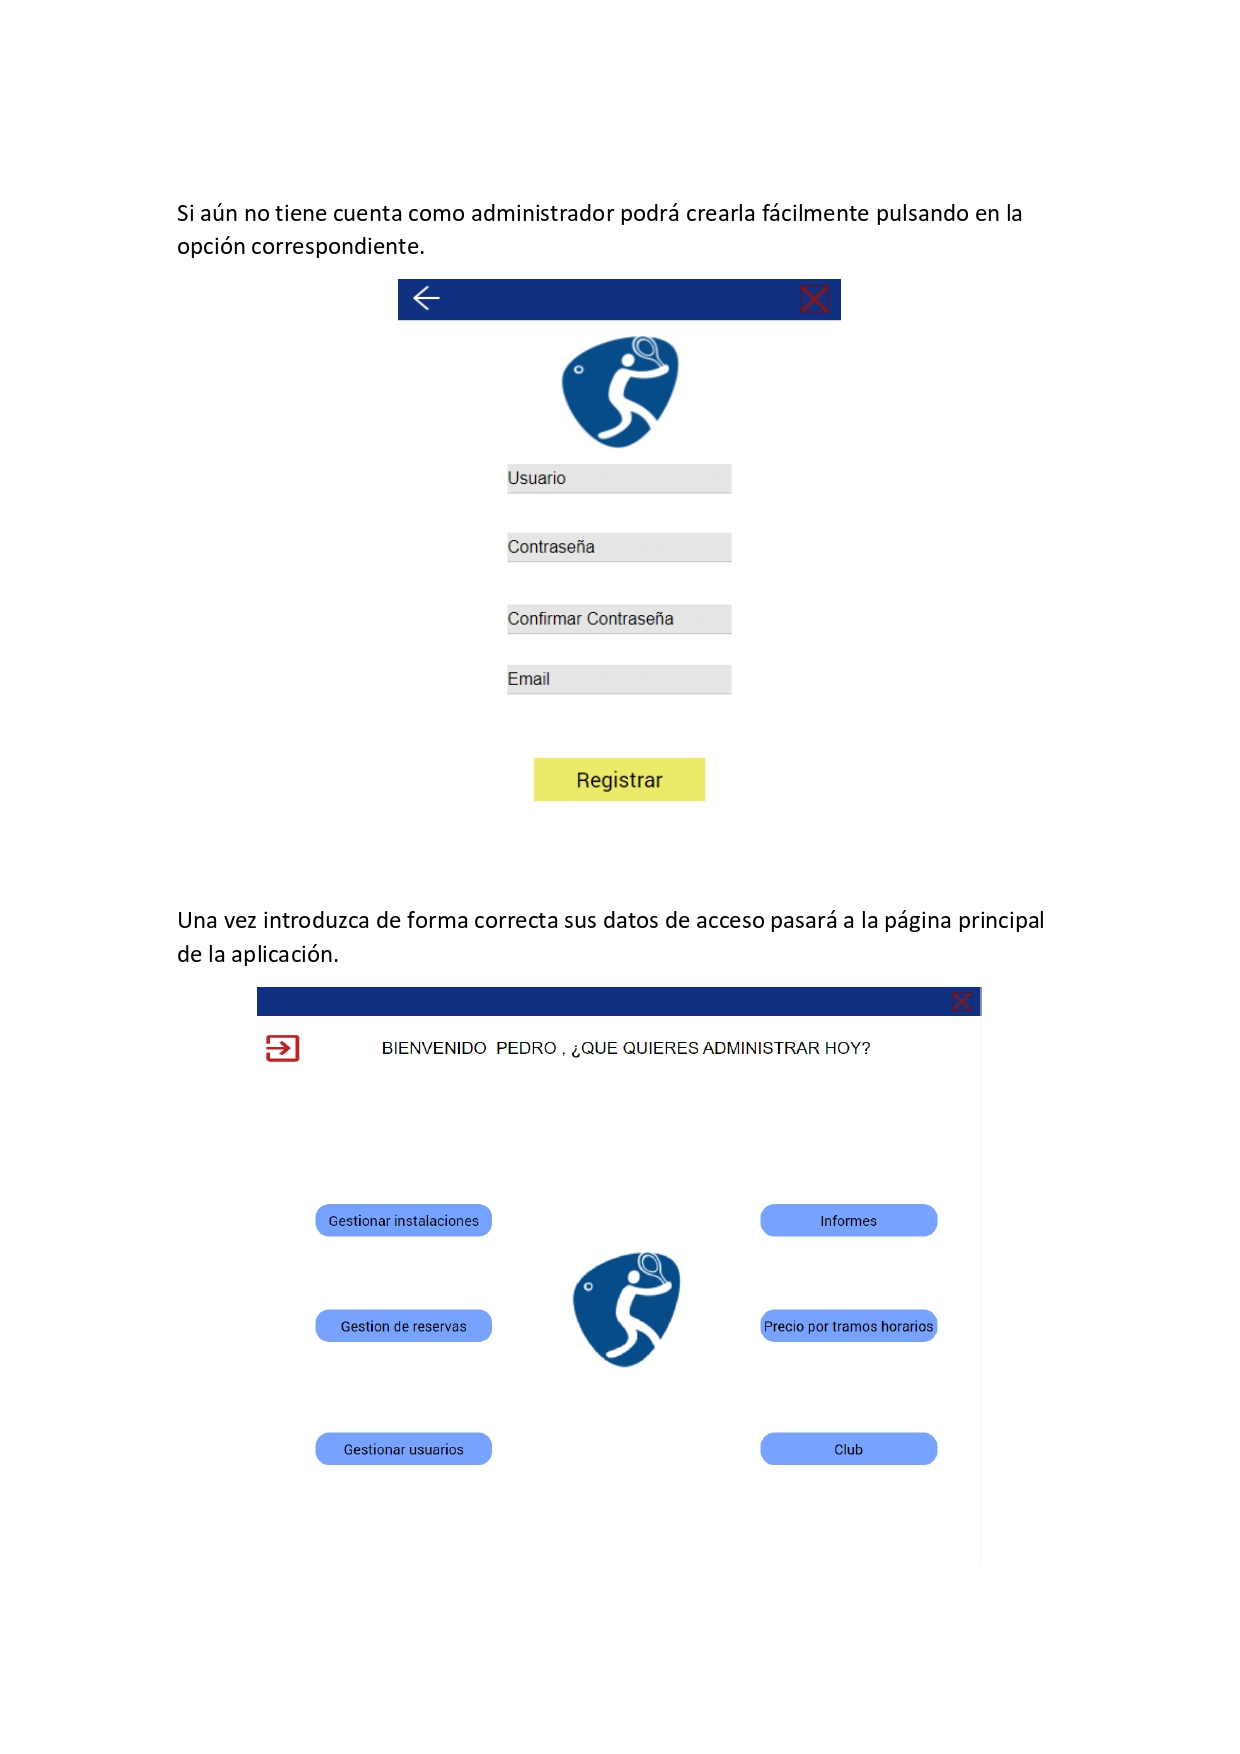 Si aún no tiene cuenta como administrador podrá crearla fácilmente pulsando en la
opción correspondiente.
Usuario
Contraseña
Confirmar Contraseña
Email
Registrar
Una vez introduzca de forma correcta sus datos de acceso pasará a la página principal
de la aplicación.
BIENVENIDO PEDRO , ¿QUE QUIERES ADMINISTRAR HOY?
Gestionar instalaciones
Informes
Gestion de reservas
Precio por tramos horarios
Gestionar usuarios
Club